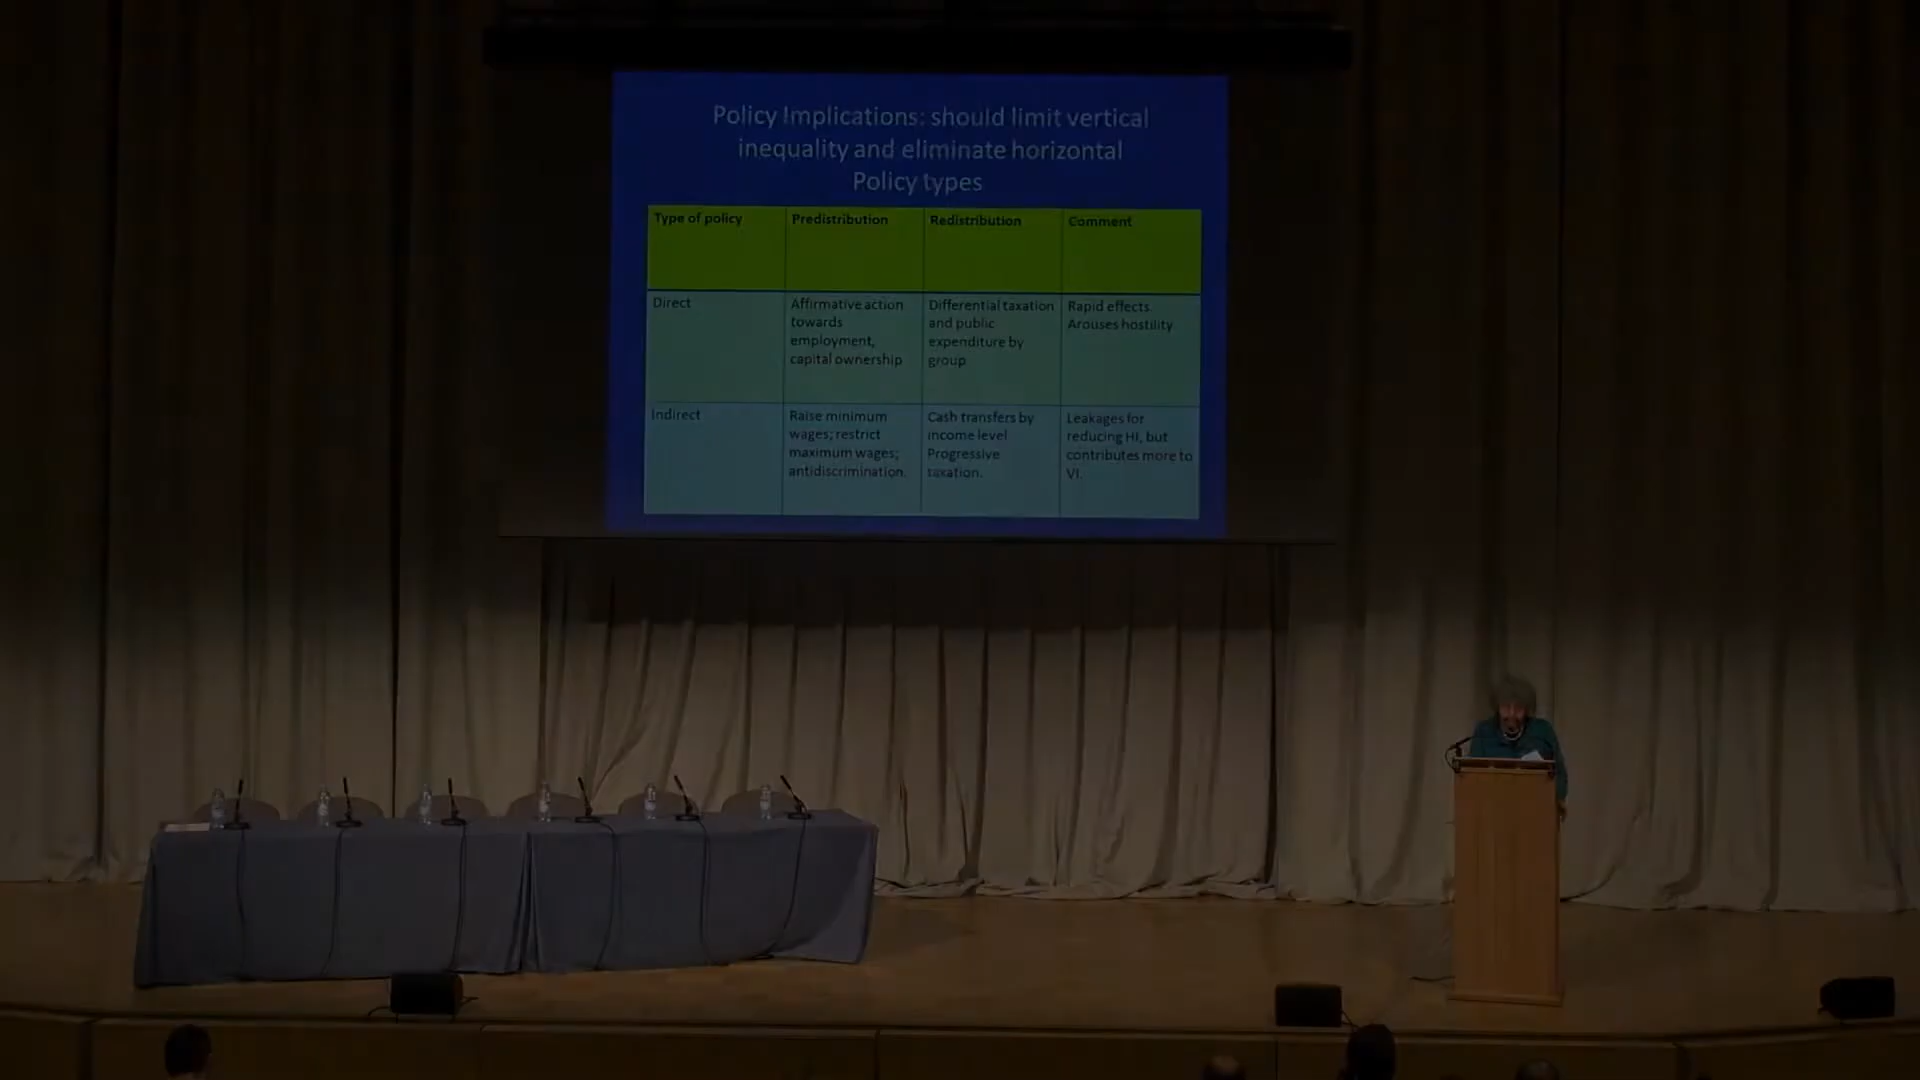 Policy Implications: should limit vertical
inequality and eliminate horizontal
Policy types
Type of policy
Predistribution
Redistribution
Comment
Direct
Affirmative action
towards
employment,
capital ownership
Differential taxation
and public
expenditure by
group
Rapid effects.
Arouses hostility
Indirect
Raise minimum
wages; restrict
maximum wages;
antidiscrimination.
Cash transfers by
income level
Progressive
taxation.
Leakages for
reducing HI, but
contributes more to
VI.